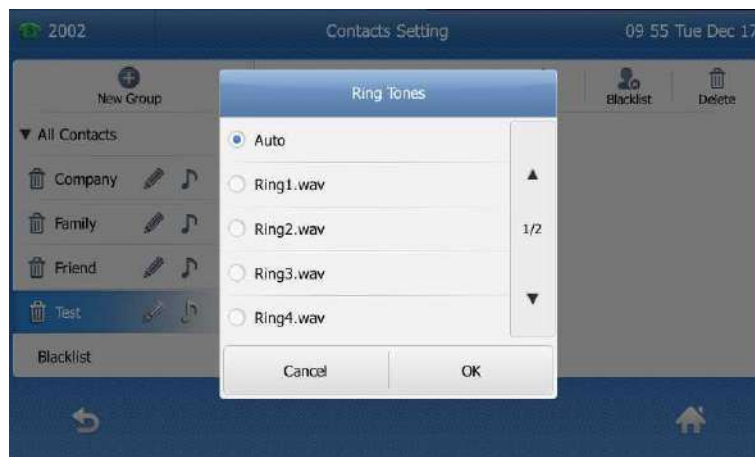 2002 Contacts Setting 09 55 Tue Dec 17
New Group Blacklist Delete
Ring Tones
All Contacts
Auto
Company
Ring1.wav
Family
Ring2.wav
1/2
Friend
Ring3.wav
Test
Ring4.wav
Blacklist
Cancel OK